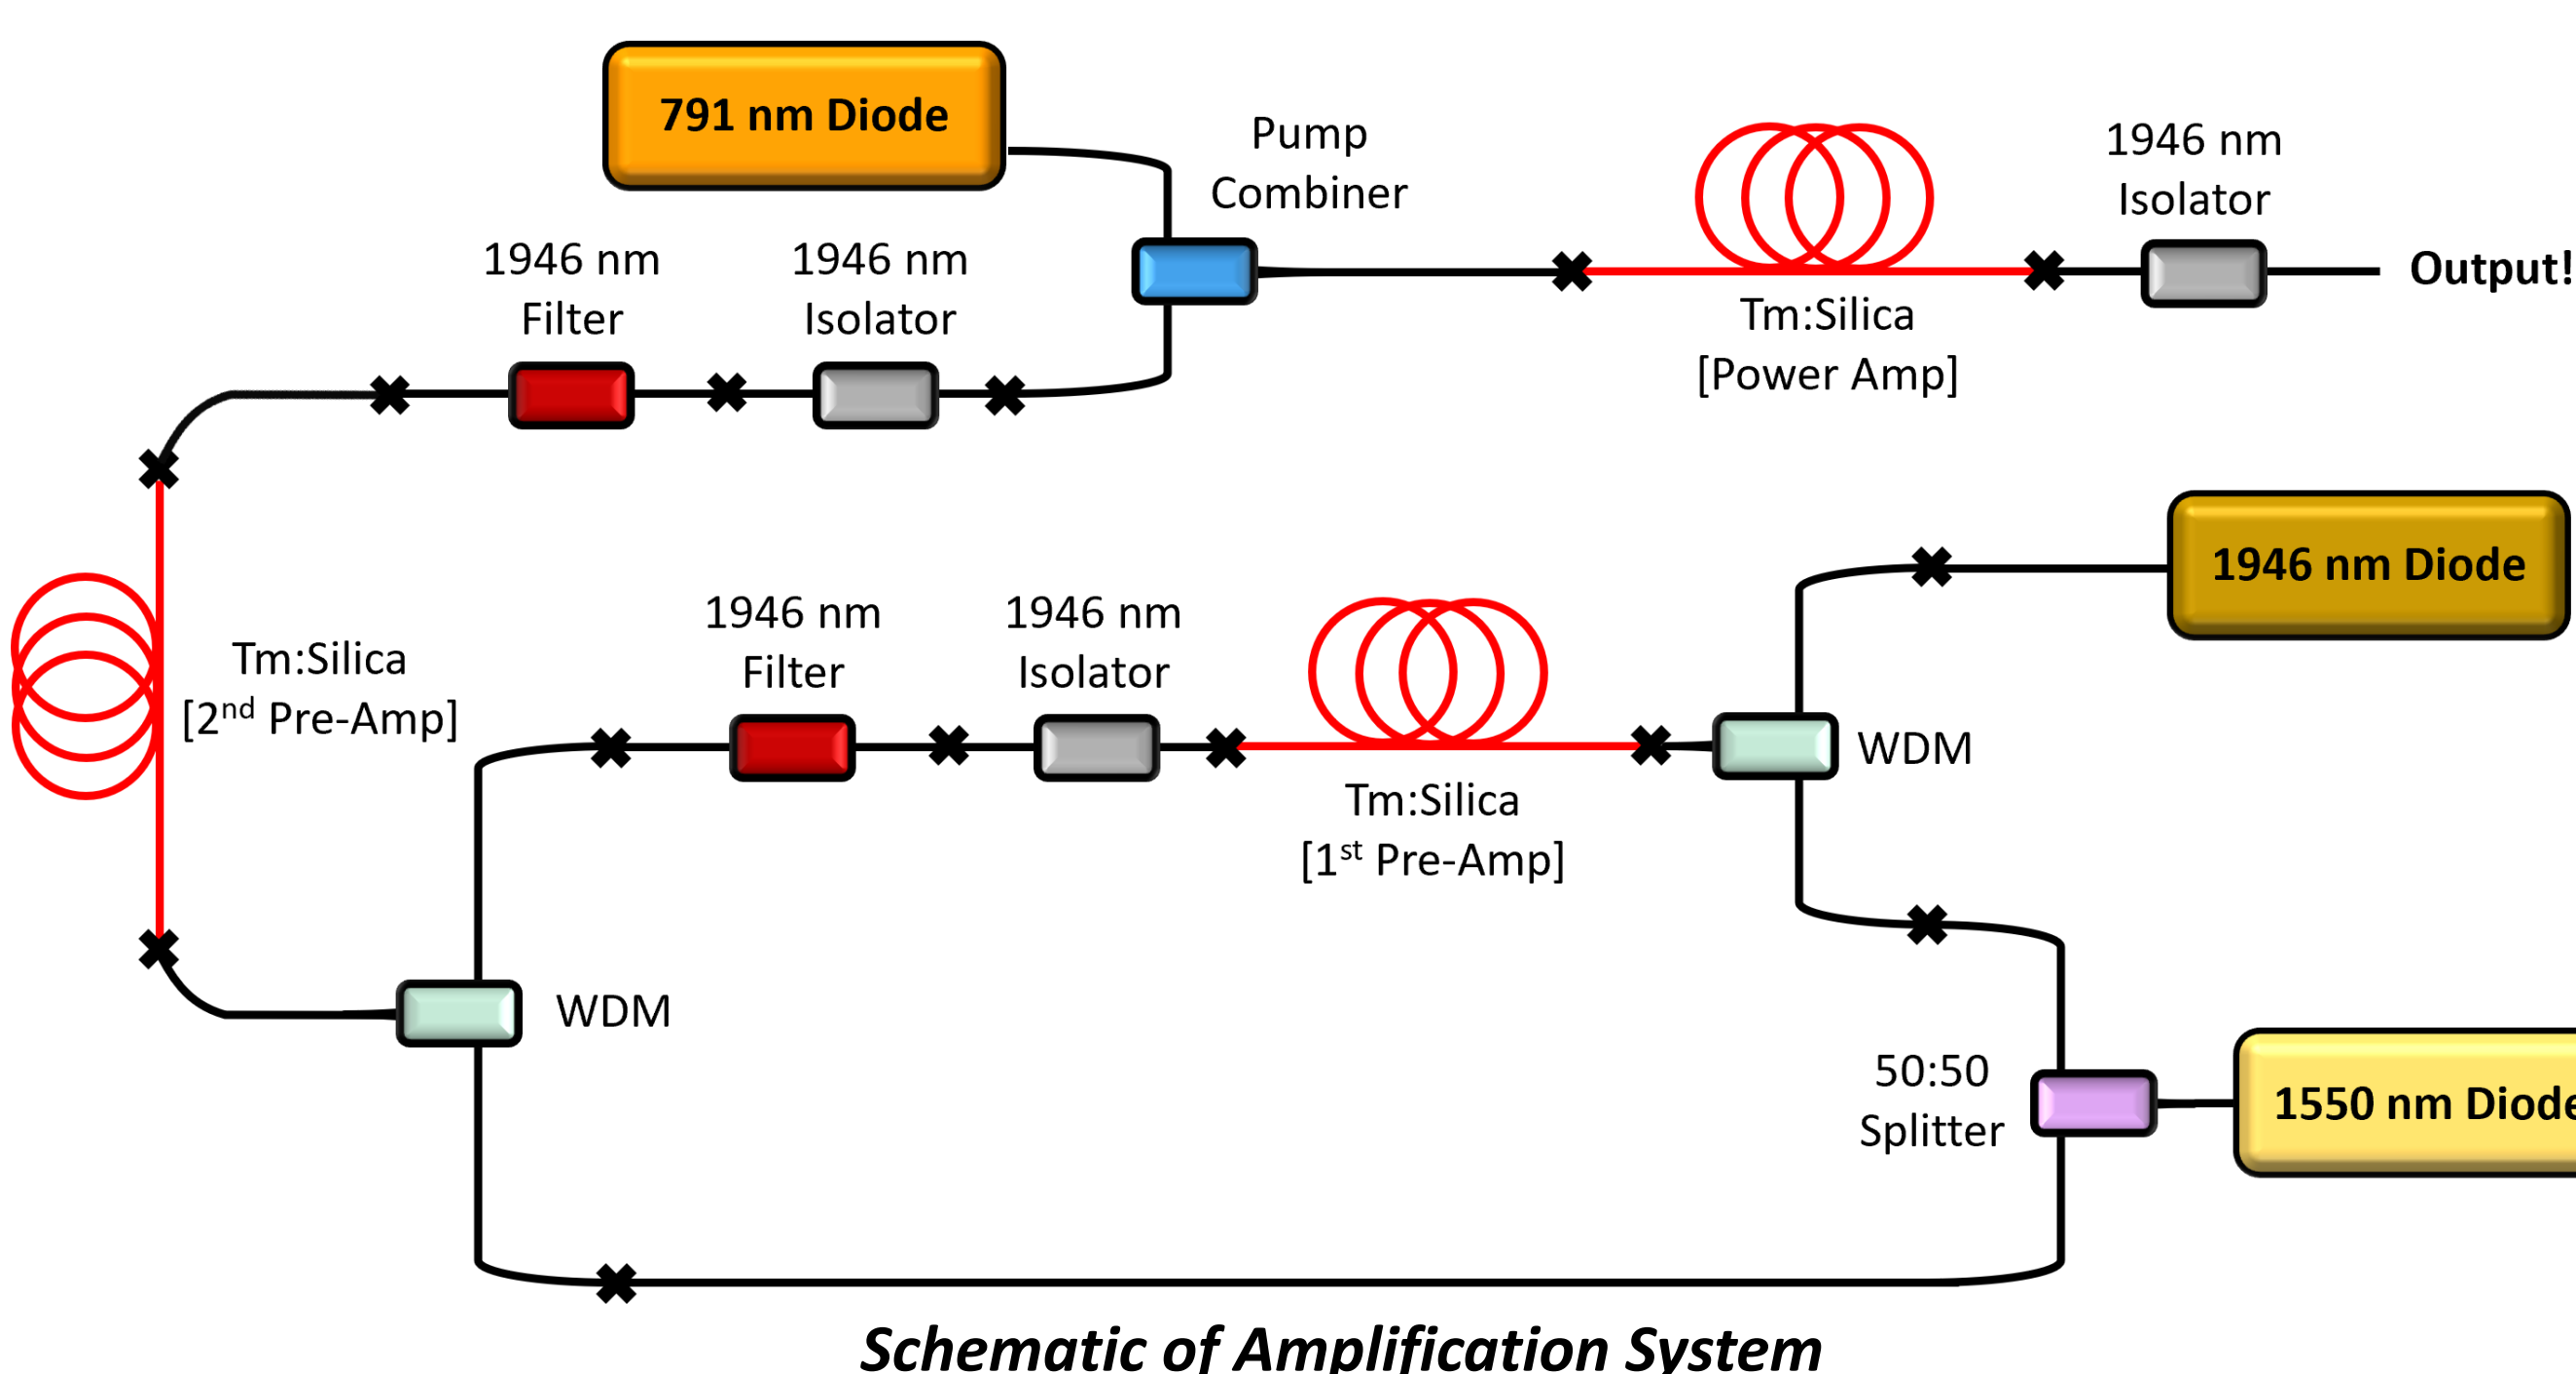 791 nm Diode
Pump
Combiner
1946 nm
Isolator
1946 nm
Filter
1946 nm
Isolator
Output!
Tm:Silica
[Power Amp]
1946 nm Diode
1946 nm
Filter
1946 nm
Isolator
Tm:Silica
[2nd Pre-Amp]
WDM
Tm:Silica
[1st Pre-Amp]
WDM
50:50
Splitter
1550 nm Diode
Schematic of Amplification System